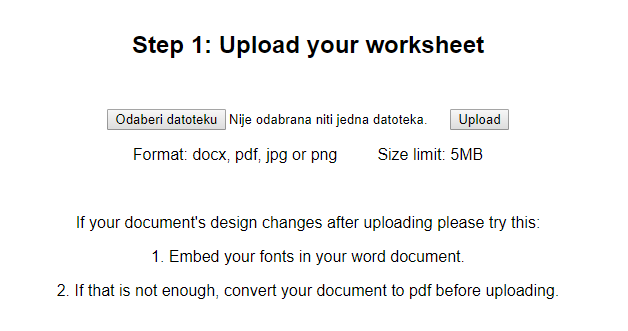 Step 1: Upload your worksheet
Odaberi datoteku Nije odabrana niti jedna datoteka. Upload
Format: docx, pdf, jpg or png Size limit: 5MB
If your document's design changes after uploading please try this:
1. Embed your fonts in your word document.
2. If that is not enough, convert your document to pdf before uploading.